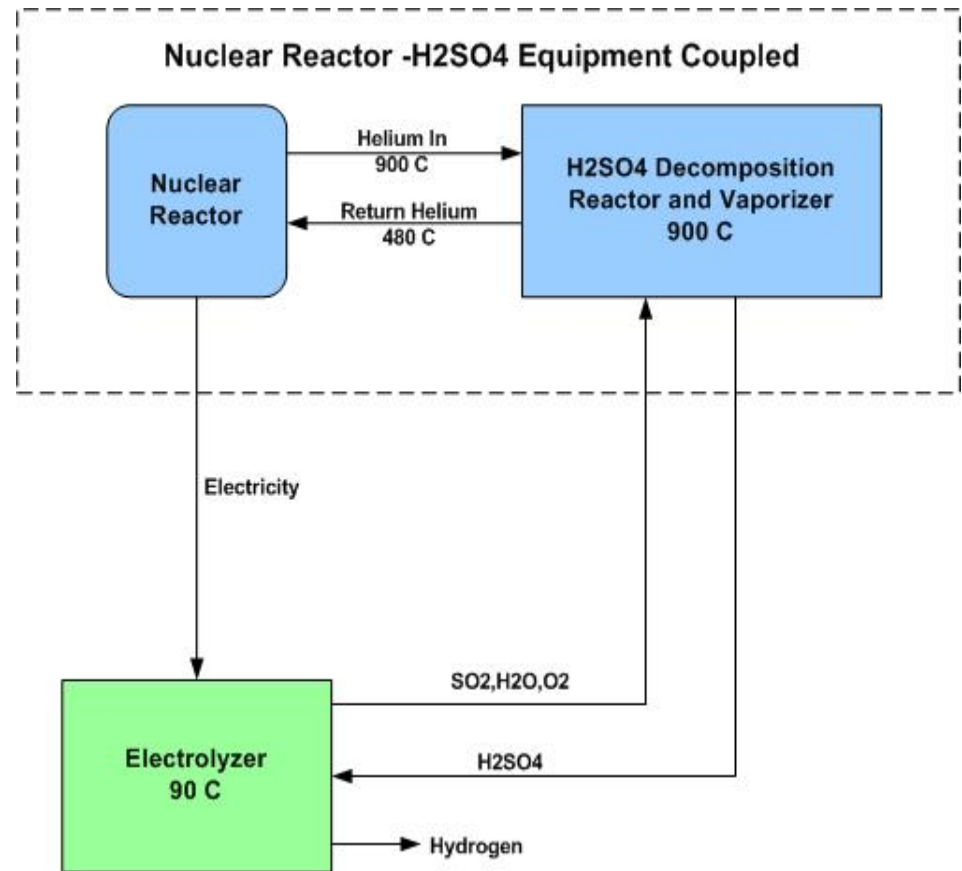 Nuclear Reactor -H2SO4 Equipment Coupled
Nuclear
Reactor
Helium In
900 C
Return Helium
480 C
H2SO4 Decomposition
Reactor and Vaporizer
900 C
Electricity
SO2,H2O,O2
Electrolyzer
90 C
H2SO4
Hydrogen